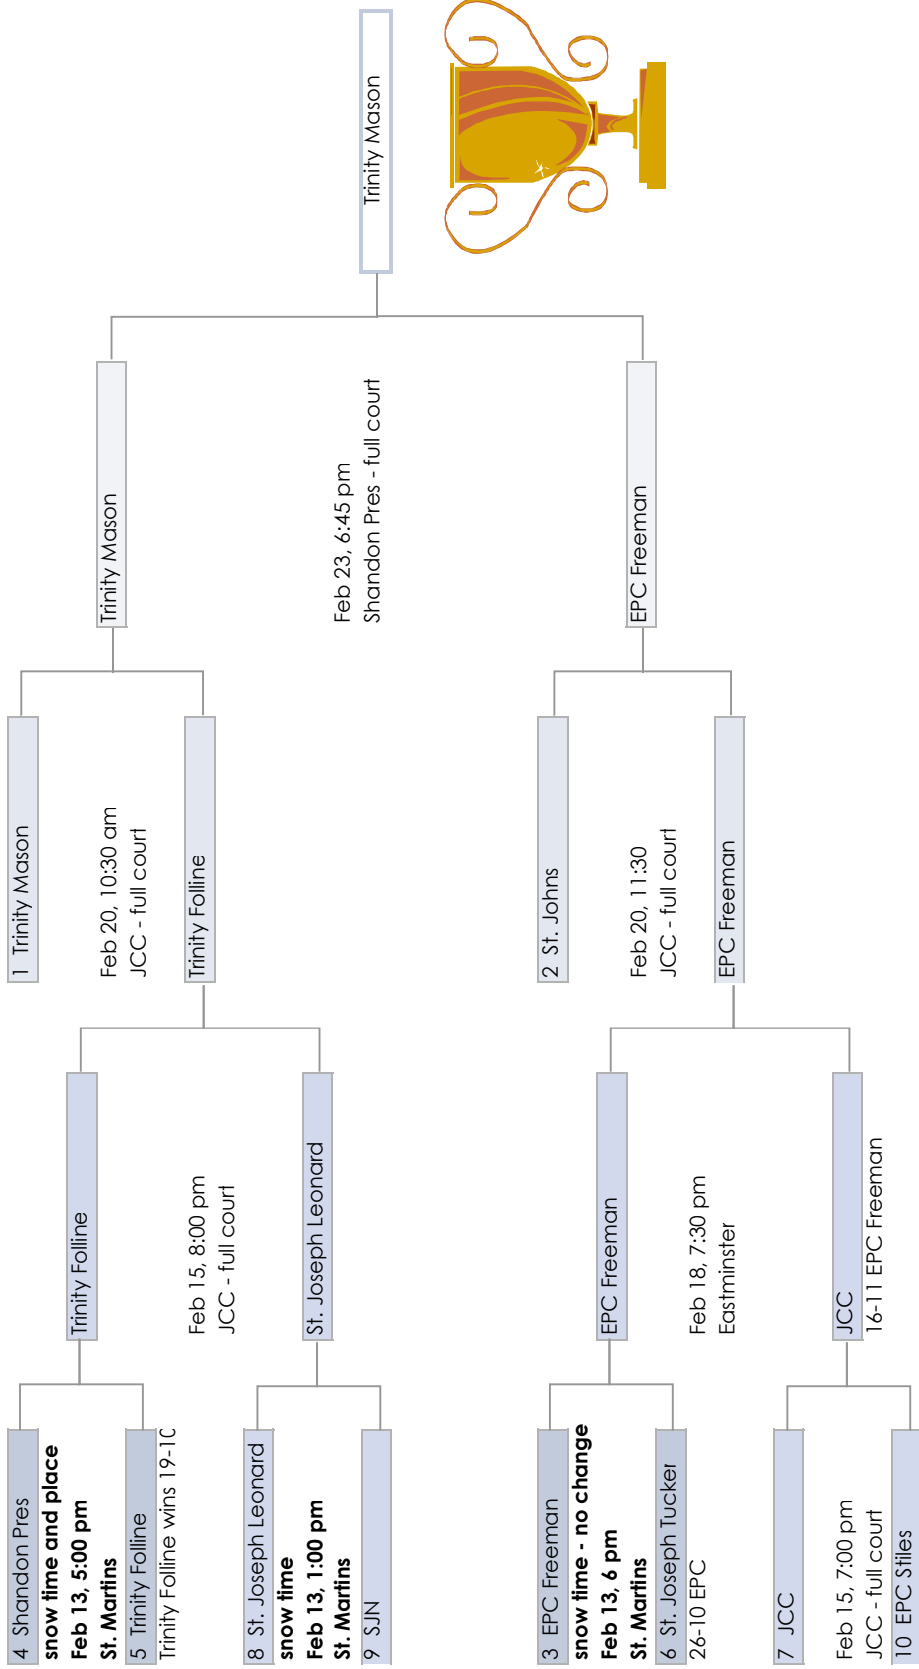 4 Shandon Pres
snow time and place
Feb 13, 5:00 pm
St. Martins
5 Trinity Folline
Trinity Folline wins 19-10
8 St. Joseph Leonard
snow time
Feb 13, 1:00 pm
St. Martins
9 SJN
3 EPC Freeman
snow time - no change
Feb 13, 6 pm
St. Martins
6 St. Joseph Tucker
26-10 EPC
7 JCC
Feb 15, 7:00 pm
JCC - full court
10 EPC Stiles
Trinity Folline
Feb 15, 8:00 pm
JCC - full court
St. Joseph Leonard
EPC Freeman
Feb 18, 7:30 pm
Eastminster
JCC
16-11 EPC Freeman
1 Trinity Mason
Feb 20, 10:30 am
JCC - full court
Trinity Folline
2 St. Johns
Feb 20, 11:30
JCC - full court
EPC Freeman
Trinity Mason
Feb 23, 6:45 pm
Shandon Pres - full court
EPC Freeman
Trinity Mason